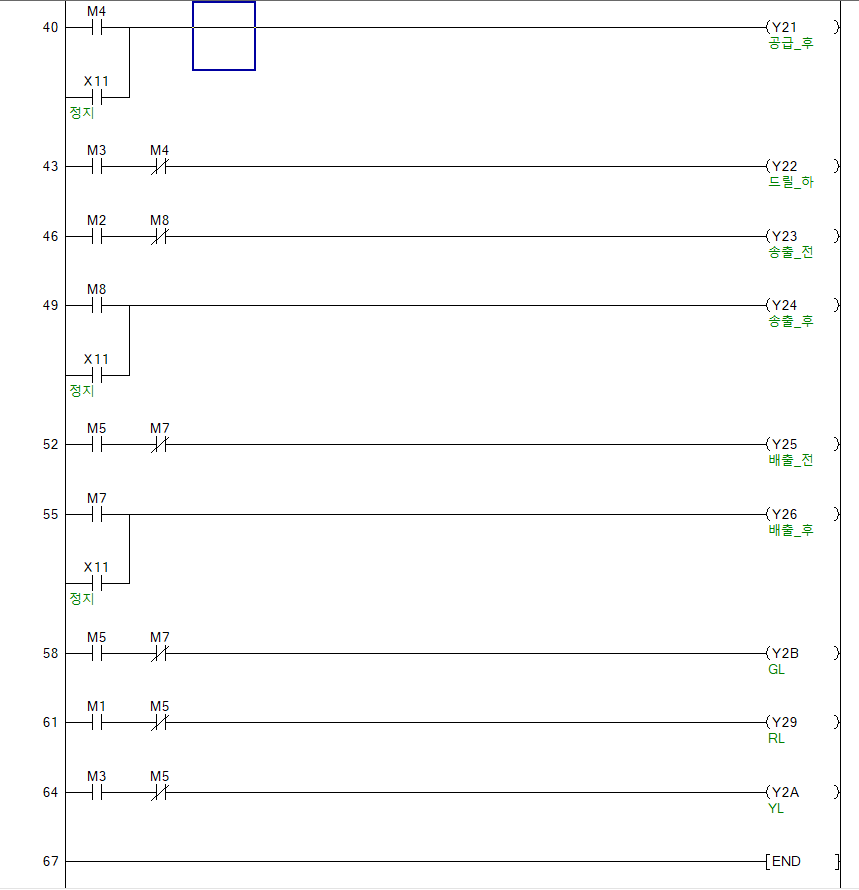 M4
40 Y21
공급_후
X11
정지
M3 M4
43 Y22
드릴_하
M2 M8
46 Y23
송출_전
M8
49 Y24
송출_후
X11
정지
M5 M7
52 Y25
배출_전
M7
55 Y26
배출_후
X11
정지
M5 M7
58 Y2B
GL
M1 M5
61 Y29
RL
M3 M5
64 Y2A
YL
67 END